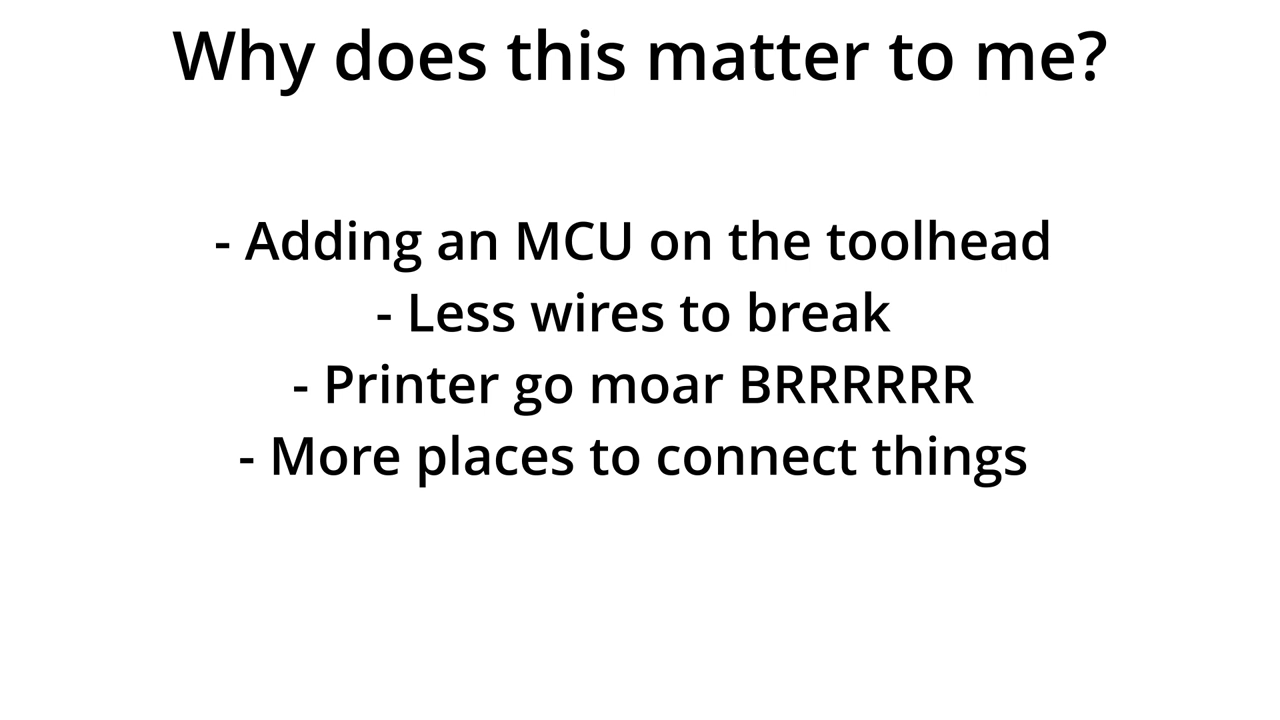 Why does this matter to me?
- Adding an MCU on the toolhead
- Less wires to break
- Printer go moar BRRRRRR
- More places to connect things